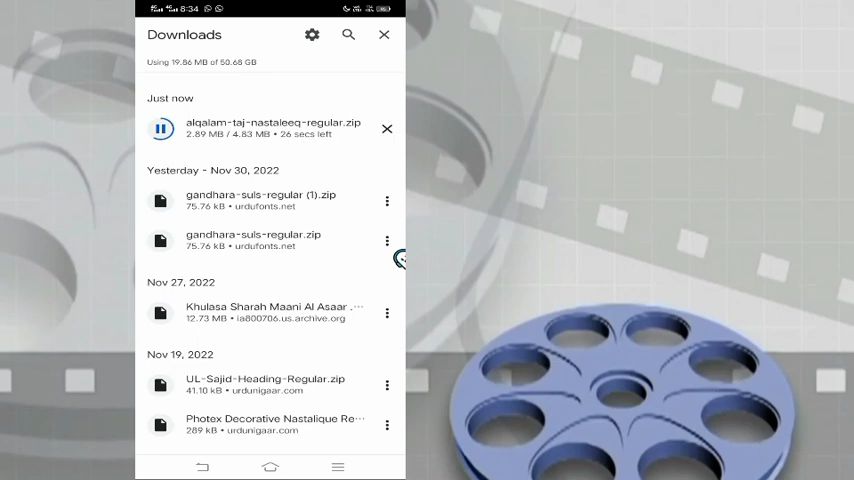 8:34
Downloads
Using 19.86 MB of 50.68 GB
Just now
alqalam-taj-nastaleeq-regular.zip
2.89 MB / 4.83 MB • 26 secs left
Yesterday - Nov 30, 2022
gandhara-suls-regular (1).zip
75.76 kB • urdufonts.net
gandhara-suls-regular.zip
75.76 kB • urdufonts.net
Nov 27, 2022
Khulasa Sharah Maani Al Asaar .…
12.73 MB • ia800706.us.archive.org
Nov 19, 2022
UL-Sajid-Heading-Regular.zip
41.10 kB • urdunigaar.com
Photex Decorative Nastalique Re…
289 kB • urdunigaar.com